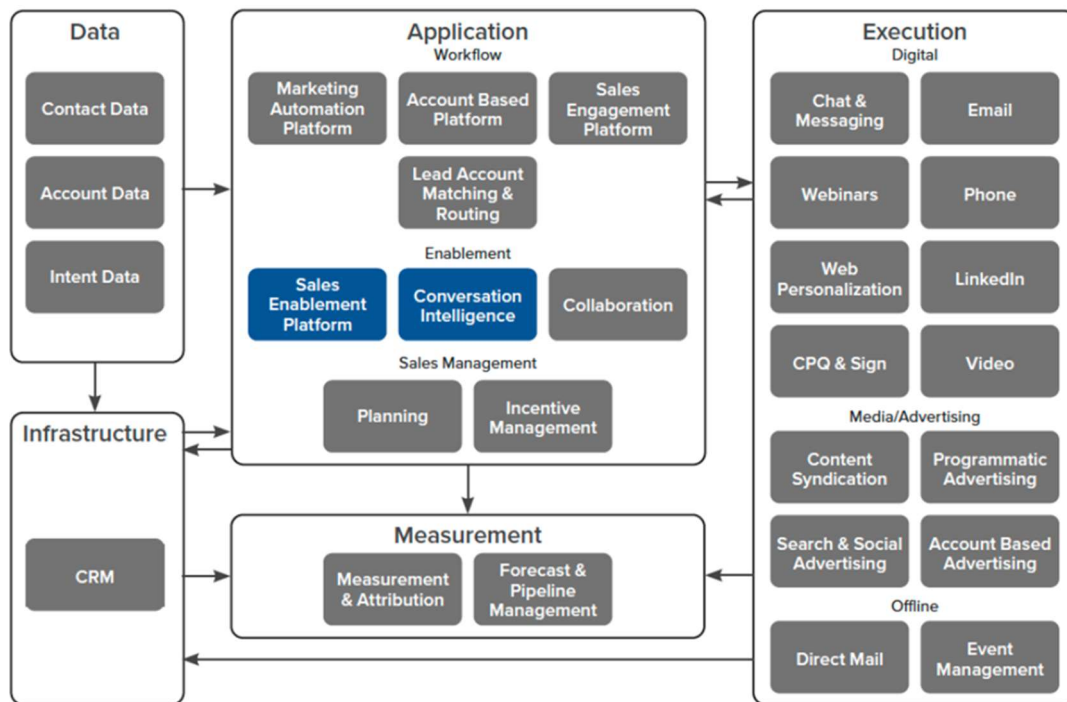 Data
Contact Data
Account Data
Intent Data
Infrastructure
CRM
Application
Workflow
Marketing
Automation
Platform
Account Based
Platform
Sales
Engagement
Platform
Lead Account
Matching &
Routing
Enablement
Sales
Enablement
Platform
Conversation
Intelligence
Collaboration
Sales Management
Planning
Incentive
Management
Measurement
Measurement
& Attribution
Forecast &
Pipeline
Management
Execution
Digital
Chat &
Messaging
Email
Webinars
Phone
Web
Personalization
LinkedIn
CPQ & Sign
Video
Media/Advertising
Content
Syndication
Programmatic
Advertising
Search & Social
Advertising
Account Based
Advertising
Offline
Direct Mail
Event
Management